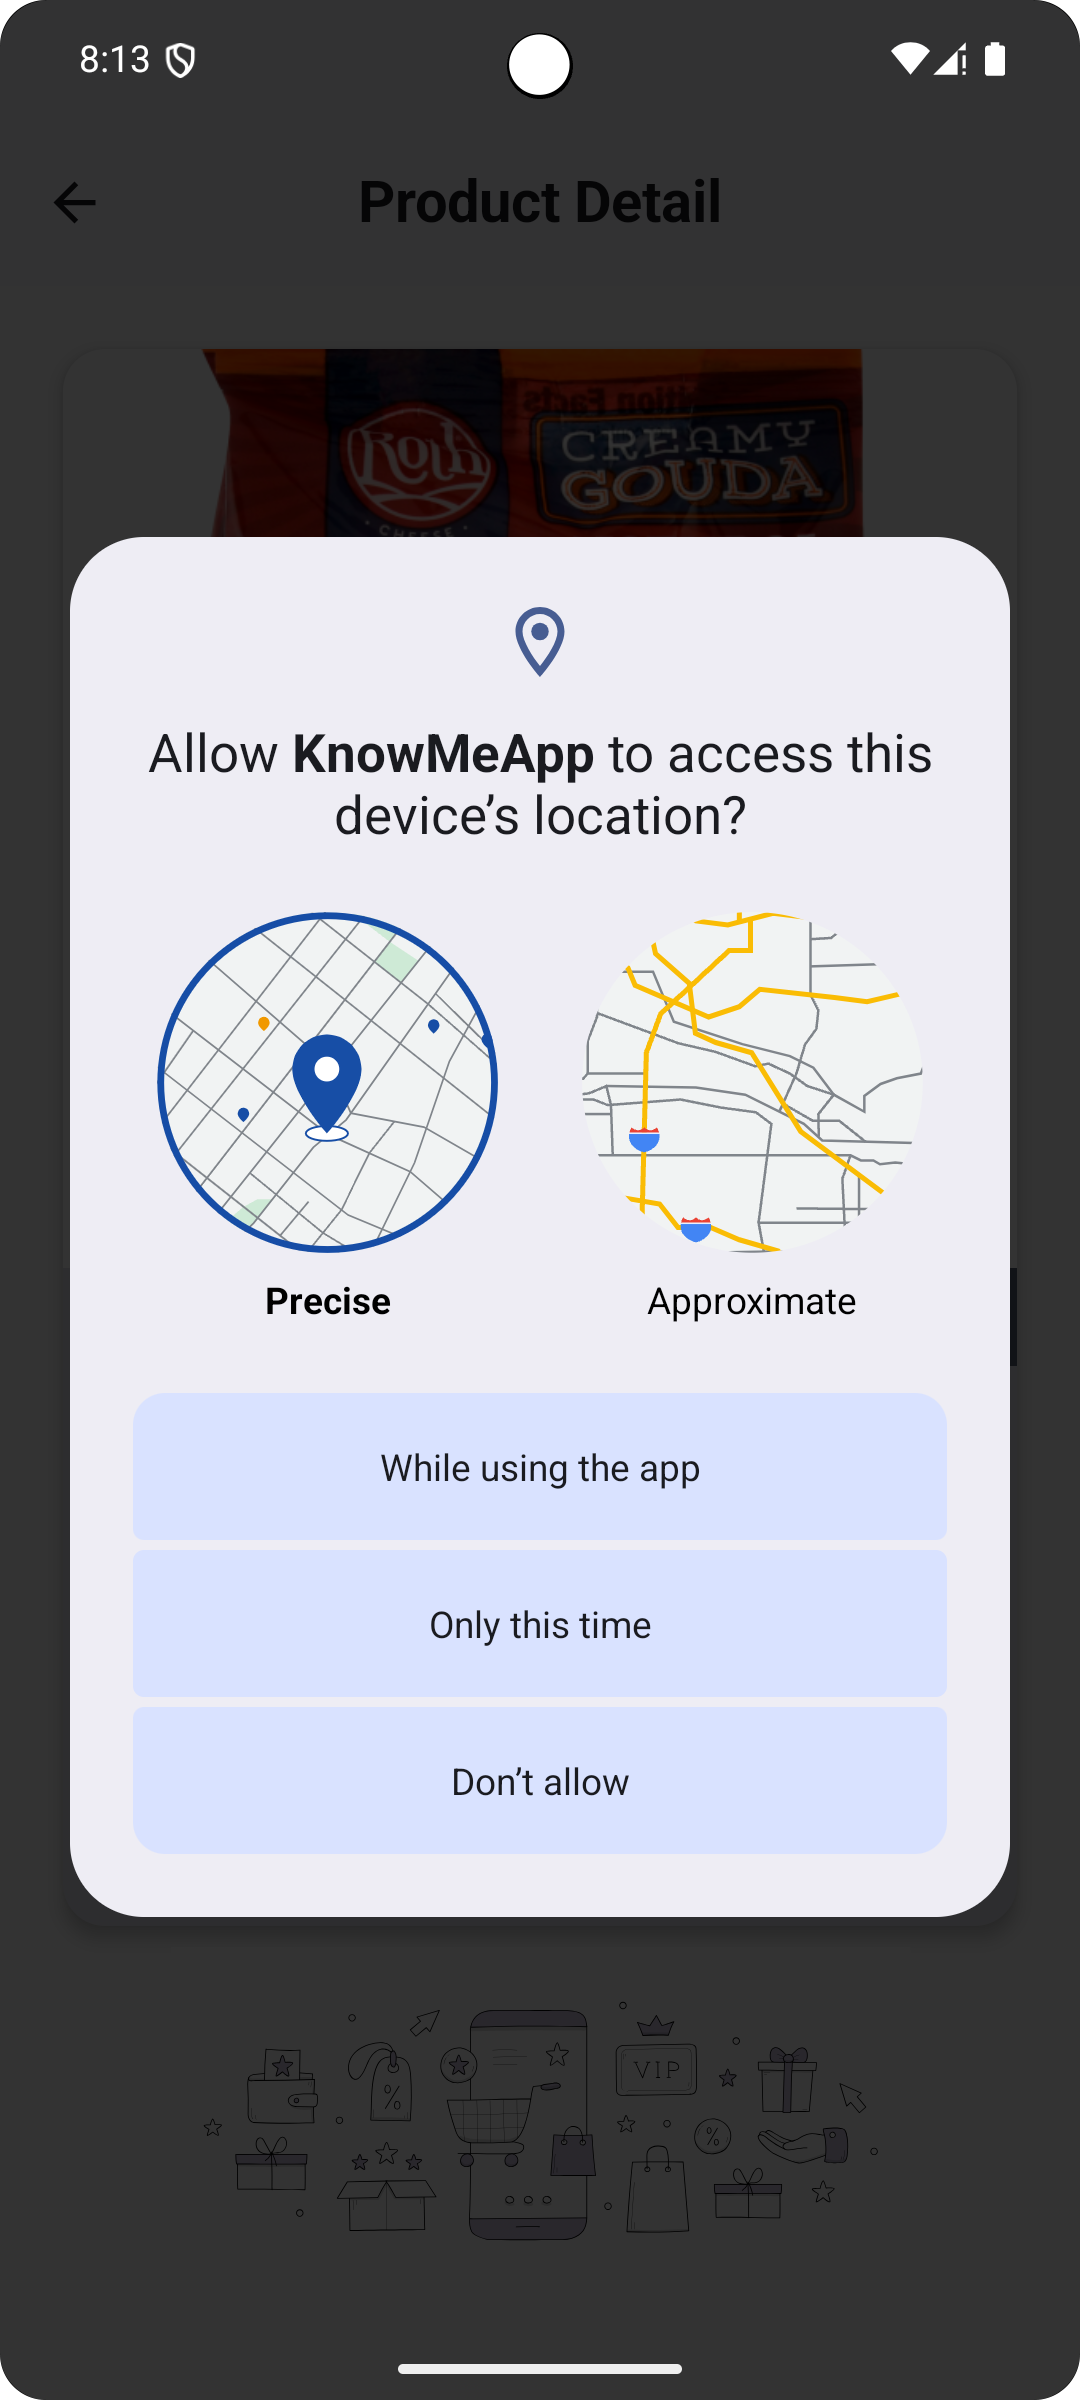 8:13
Product Detail
Roth
CHEESE
CREAMY
GOUDA
Allow KnowMeApp to access this
device’s location?
Precise
Approximate
While using the app
Only this time
Don’t allow
VIP
%
%